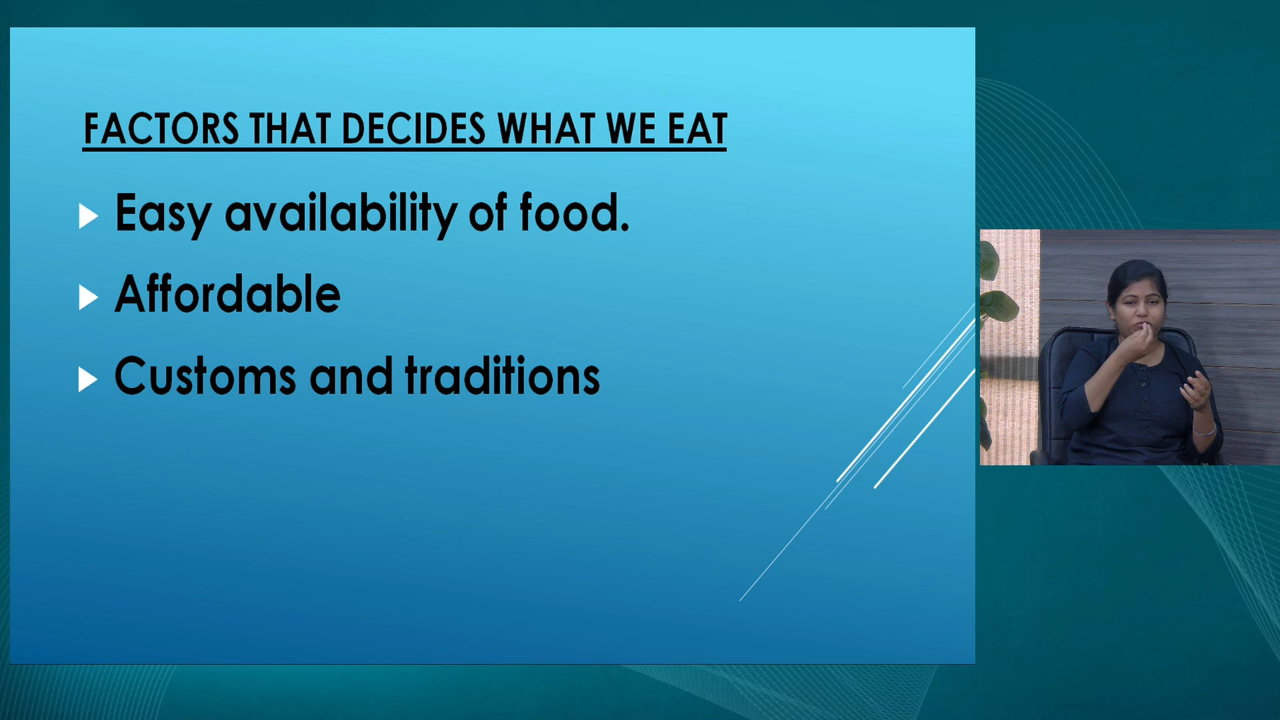 FACTORS THAT DECIDES WHAT WE EAT
Easy availability of food.
Affordable
Customs and traditions